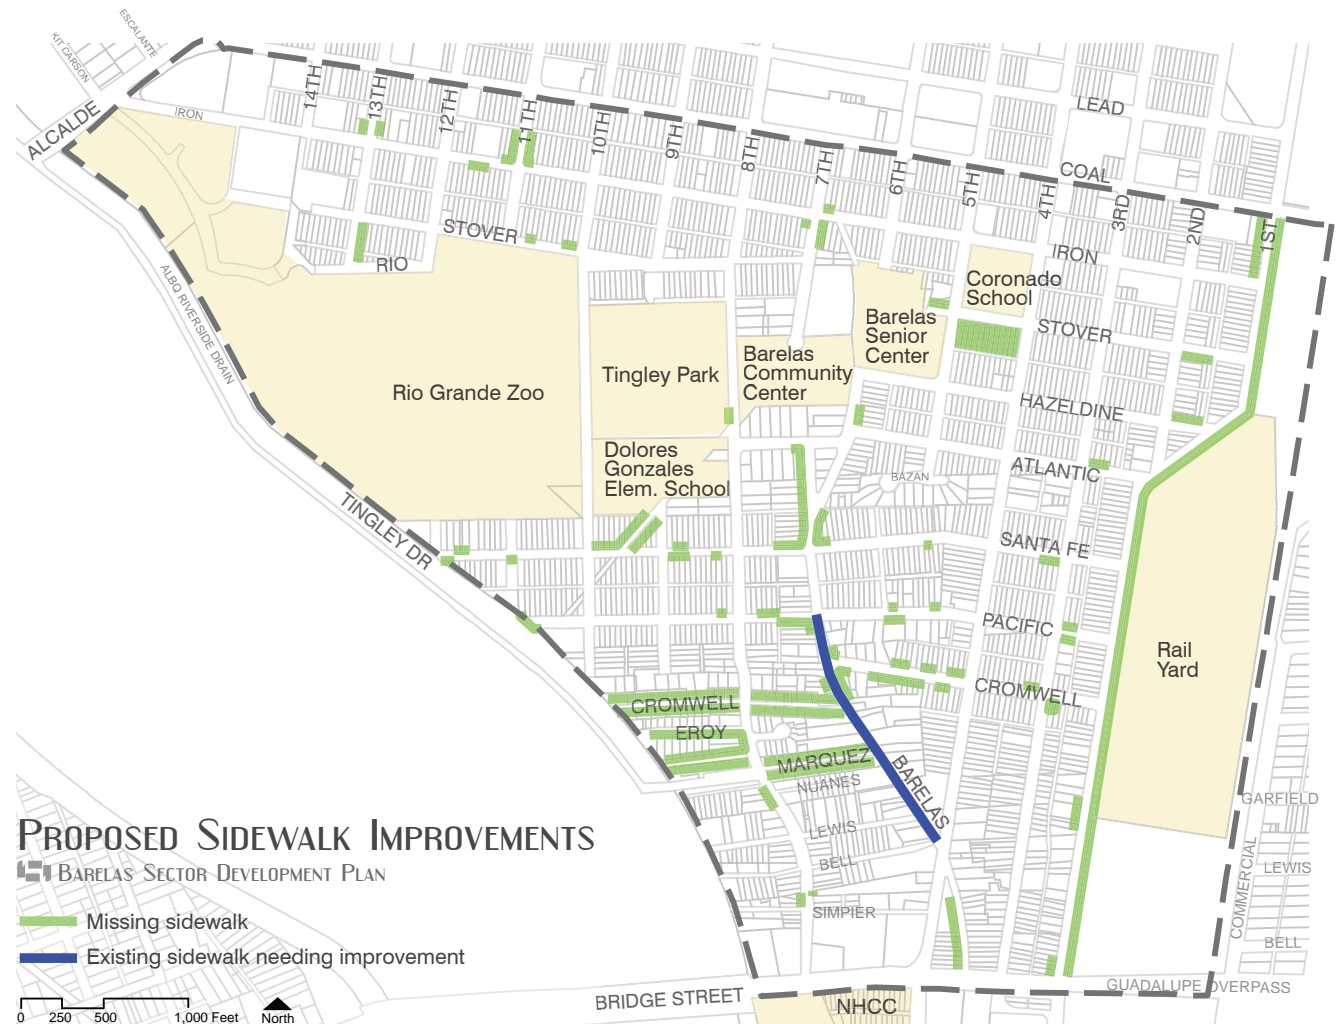 KIT CARSON
ESCALANTE
ALCALDE
IRON
14TH
13TH
12TH
11TH
10TH
9TH
8TH
7TH
6TH
5TH
4TH
3RD
2ND
1ST
LEAD
COAL
IRON
STOVER
RIO
ALBQ RIVERSIDE DRAIN
Coronado
School
Barelas
Senior
Center
STOVER
Rio Grande Zoo
Tingley Park
Barelas
Community
Center
HAZELDINE
Dolores
Gonzales
Elem. School
ATLANTIC
BAZAN
TINGLEY DR
SANTA FE
PACIFIC
Rail
Yard
CROMWELL
CROMWELL
EROY
MARQUEZ
NUANES
BARELAS
LEWIS
BELL
SIMPIER
GARFIELD
LEWIS
COMMERCIAL
BELL
GUADALUPE OVERPASS
BRIDGE STREET
NHCC
PROPOSED SIDEWALK IMPROVEMENTS
BARELAS SECTOR DEVELOPMENT PLAN
Missing sidewalk
Existing sidewalk needing improvement
0 250 500 1,000 Feet
North